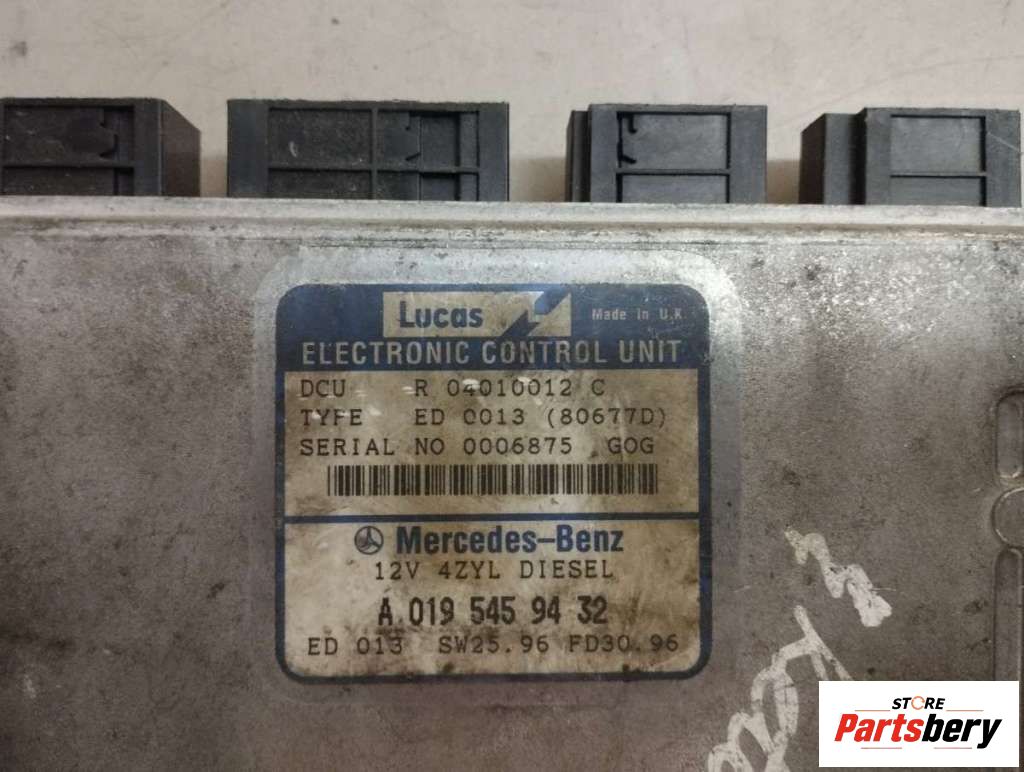 Lucas Made in U.K
ELECTRONIC CONTROL UNIT
DCU R 04010012 C
TYPE ED 0013 (80677D)
SERIAL NO 0006875 GOG
Mercedes-Benz
12V 4ZYL DIESEL
A 019 545 94 32
ED 013 SW25.96 FD30.96
STORE
Partsbery